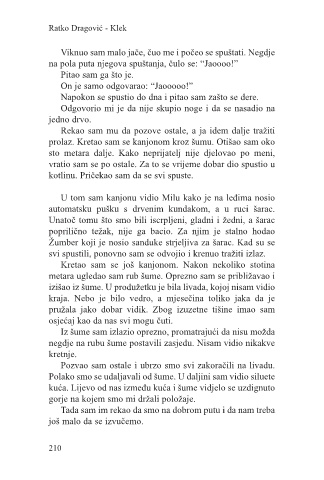 Ratko Dragović - Klek
Viknuo sam malo jače, čuo me i počeo se spuštati. Negdje
na pola puta njegova spuštanja, čulo se: “Jaoooo!”
Pitao sam ga što je.
On je samo odgovarao: “Jaooooo!”
Napokon se spustio do dna i pitao sam zašto se dere.
Odgovorio mi je da nije skupio noge i da se nasadio na
jedno drvo.
Rekao sam mu da pozove ostale, a ja idem dalje tražiti
prolaz. Kretao sam se kanjonom kroz šumu. Otišao sam oko
sto metara dalje. Kako neprijatelj nije djelovao po meni,
vratio sam se po ostale. Za to se vrijeme dobar dio spustio u
kotlinu. Pričekao sam da se svi spuste.
U tom sam kanjonu vidio Milu kako je na leđima nosio
automatsku pušku s drvenim kundakom, a u ruci šarac.
Unatoč tomu što smo bili iscrpljeni, gladni i žedni, a šarac
poprilično težak, nije ga bacio. Za njim je stalno hodao
Žumber koji je nosio sanduke strjeljiva za šarac. Kad su se
svi spustili, ponovno sam se odvojio i krenuo tražiti izlaz.
Kretao sam se još kanjonom. Nakon nekoliko stotina
metara ugledao sam rub šume. Oprezno sam se približavao i
izišao iz šume. U produžetku je bila livada, kojoj nisam vidio
kraja. Nebo je bilo vedro, a mjesečina toliko jaka da je
pružala jako dobar vidik. Zbog izuzetne tišine imao sam
osjećaj kao da nas svi mogu čuti.
Iz šume sam izlazio oprezno, promatrajući da nisu možda
negdje na rubu šume postavili zasjedu. Nisam vidio nikakve
kretnje.
Pozvao sam ostale i ubrzo smo svi zakoračili na livadu.
Polako smo se udaljavali od šume. U daljini sam vidio siluete
kuća. Lijevo od nas između kuća i šume vidjelo se uzdignuto
gorje na kojem smo mi držali položaje.
Tada sam im rekao da smo na dobrom putu i da nam treba
još malo da se izvučemo.
210